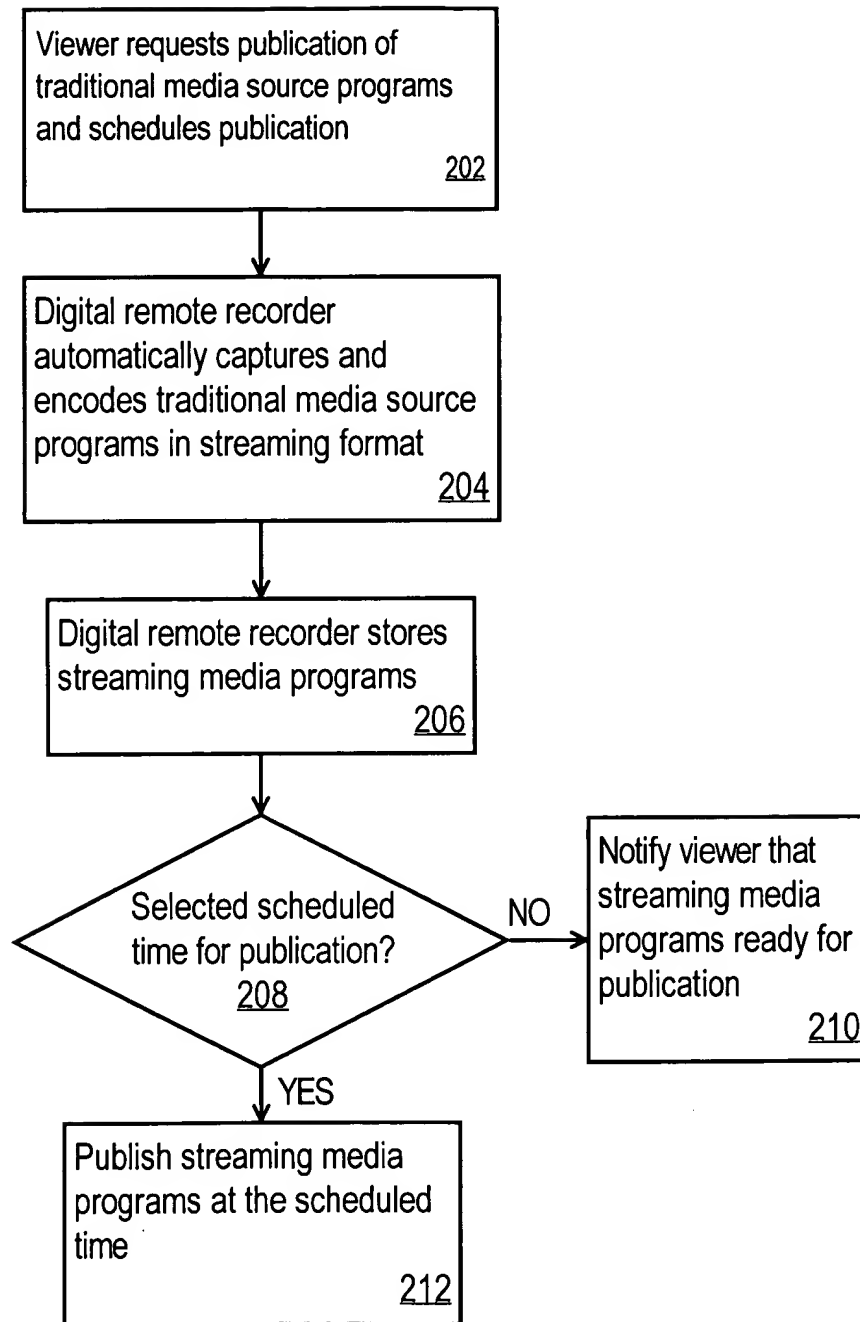 Viewer requests publication of
traditional media source programs
and schedules publication
202
Digital remote recorder
automatically captures and
encodes traditional media source
programs in streaming format
204
Digital remote recorder stores
streaming media programs
206
Selected scheduled
time for publication?
208
NO
Notify viewer that
streaming media
programs ready for
publication
210
YES
Publish streaming media
programs at the scheduled
time
212